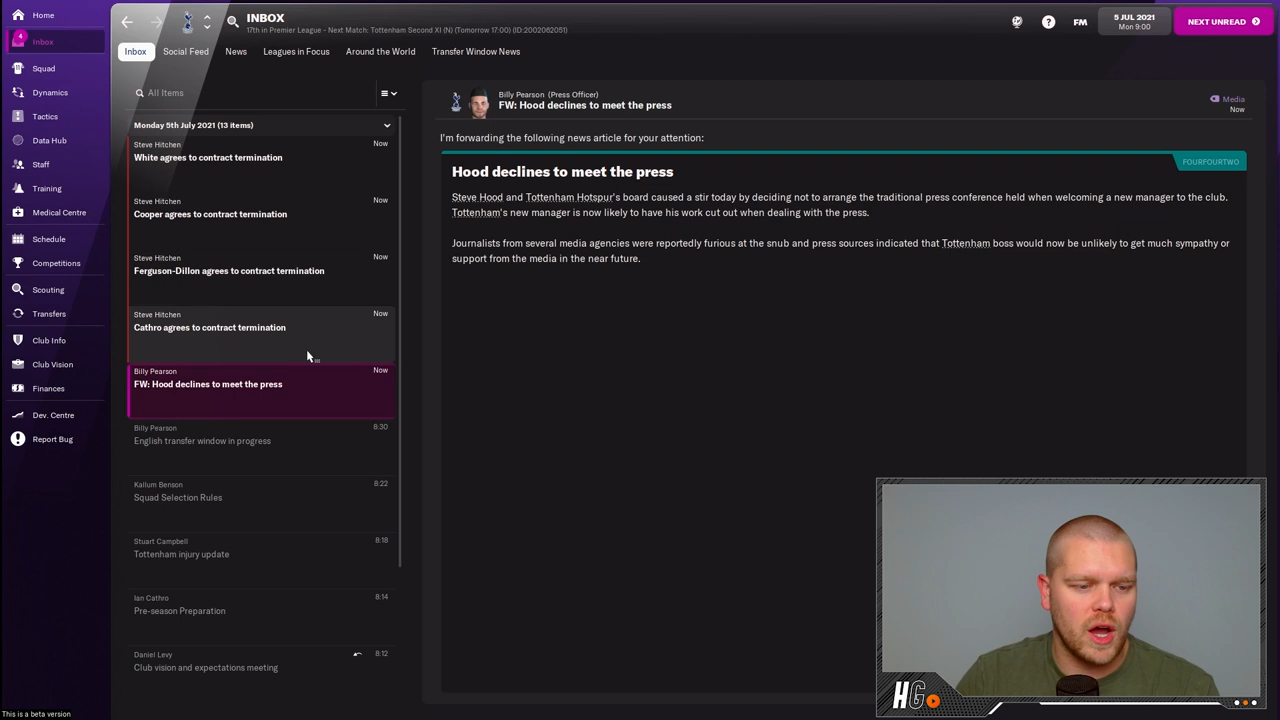 Home
INBOX
17th in Premier League - Next Match: Tottenham Second XI (N) (Tomorrow 17:00) (ID:2002062051)
FM
5 JUL 2021
Mon 9:00
NEXT UNREAD
4
Inbox
Squad
Dynamics
Tactics
Data Hub
Staff
Training
Medical Centre
Schedule
Competitions
Scouting
Transfers
Club Info
Club Vision
Finances
Dev. Centre
Report Bug
Inbox
Social Feed
News
Leagues in Focus
Around the World
Transfer Window News
All Items
Monday 5th July 2021 (13 items)
Steve Hitchen
Now
White agrees to contract termination
Steve Hitchen
Now
Cooper agrees to contract termination
Steve Hitchen
Now
Ferguson-Dillon agrees to contract termination
Steve Hitchen
Now
Cathro agrees to contract termination
Billy Pearson
Now
FW: Hood declines to meet the press
Billy Pearson
8:30
English transfer window in progress
Kallum Benson
8:22
Squad Selection Rules
Stuart Campbell
8:18
Tottenham injury update
Ian Cathro
8:14
Pre-season Preparation
Daniel Levy
8:12
Club vision and expectations meeting
Billy Pearson (Press Officer)
FW: Hood declines to meet the press
Media
Now
I'm forwarding the following news article for your attention:
FOURFOURTWO
Hood declines to meet the press
Steve Hood and Tottenham Hotspur's board caused a stir today by deciding not to arrange the traditional press conference held when welcoming a new manager to the club.
Tottenham's new manager is now likely to have his work cut out when dealing with the press.
Journalists from several media agencies were reportedly furious at the snub and press sources indicated that Tottenham boss would now be unlikely to get much sympathy or
support from the media in the near future.
HG
This is a beta version